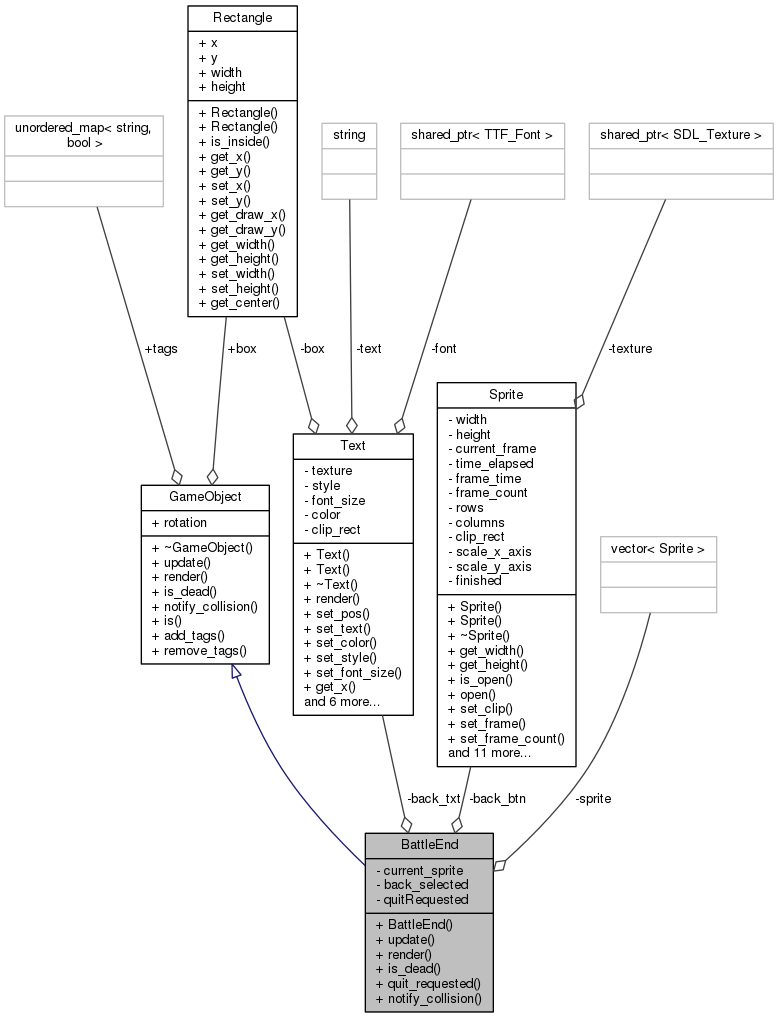 Rectangle
+ x
+ y
+ width
+ height
+ Rectangle()
+ Rectangle()
+ is_inside()
+ get_x()
+ get_y()
+ set_x()
+ set_y()
+ get_draw_x()
+ get_draw_y()
+ get_width()
+ get_height()
+ set_width()
+ set_height()
+ get_center()
unordered_map< string,
bool >
string
shared_ptr< TTF_Font >
shared_ptr< SDL_Texture >
+tags
+box
-box
-text
-font
-texture
Sprite
- width
- height
- current_frame
- time_elapsed
- frame_time
- frame_count
- rows
- columns
- clip_rect
- scale_x_axis
- scale_y_axis
- finished
+ Sprite()
+ Sprite()
+ ~Sprite()
+ get_width()
+ get_height()
+ is_open()
+ open()
+ set_clip()
+ set_frame()
+ set_frame_count()
and 11 more...
Text
- texture
- style
- font_size
- color
- clip_rect
+ Text()
+ Text()
+ ~Text()
+ render()
+ set_pos()
+ set_text()
+ set_color()
+ set_style()
+ set_font_size()
+ get_x()
and 6 more...
GameObject
+ rotation
+ ~GameObject()
+ update()
+ render()
+ is_dead()
+ notify_collision()
+ is()
+ add_tags()
+ remove_tags()
vector< Sprite >
-back_txt
-back_btn
-sprite
BattleEnd
- current_sprite
- back_selected
- quitRequested
+ BattleEnd()
+ update()
+ render()
+ is_dead()
+ quit_requested()
+ notify_collision()